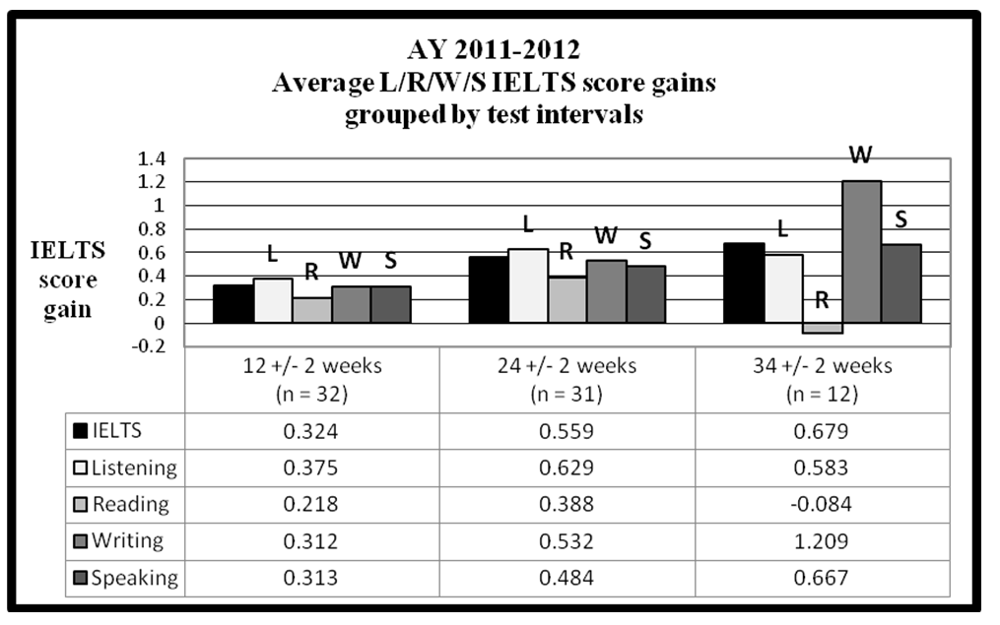 AY 2011-2012
Average L/R/W/S IELTS score gains
grouped by test intervals
IELTS
score
gain
1.4
1.2
1
0.8
0.6
0.4
0.2
0
-0.2
L
R
W
S
L
R
W
S
L
R
W
S
12 +/- 2 weeks
(n = 32)
24 +/- 2 weeks
(n = 31)
34 +/- 2 weeks
(n = 12)
IELTS 0.324 0.559 0.679
Listening 0.375 0.629 0.583
Reading 0.218 0.388 -0.084
Writing 0.312 0.532 1.209
Speaking 0.313 0.484 0.667